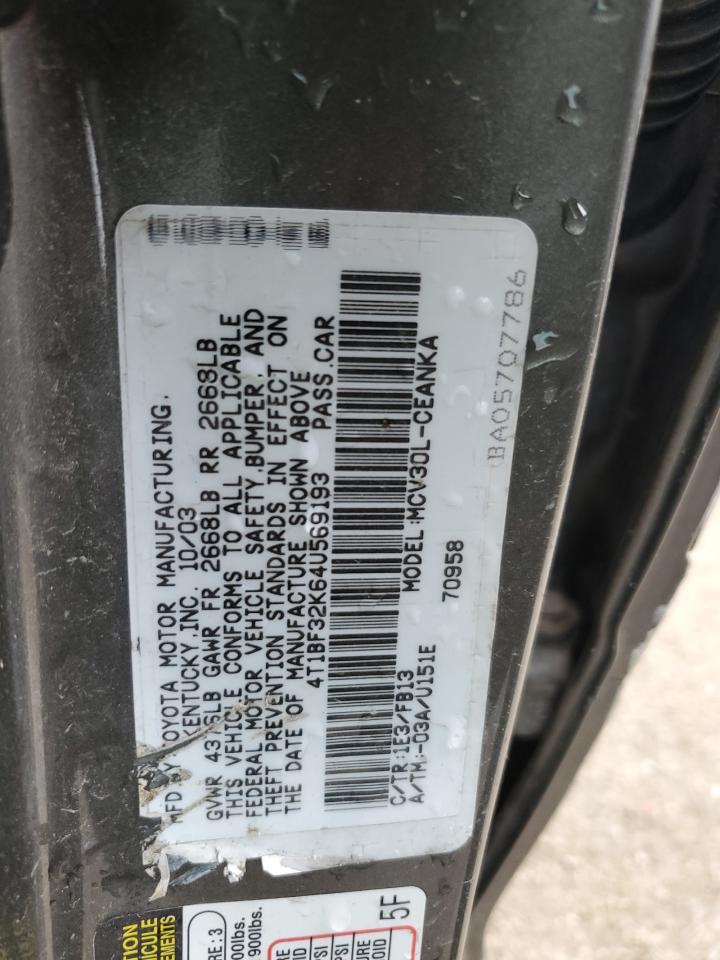 MFD.BY TOYOTA MOTOR MANUFACTURING,
KENTUCKY,INC. 10/03
GVWR 4315LB GAWR FR 2668LB RR 2668LB
THIS VEHICLE CONFORMS TO ALL APPLICABLE
FEDERAL MOTOR VEHICLE SAFETY,BUMPER, AND
THEFT PREVENTION STANDARDS IN EFFECT ON
THE DATE OF MANUFACTURE SHOWN ABOVE
4T1BF32K64U569193 PASS.CAR
C/TR:1E3/FB13 MODEL:MCV30L-CEANKA
A/TM:-03A/U151E 70958
BA05707786
5F